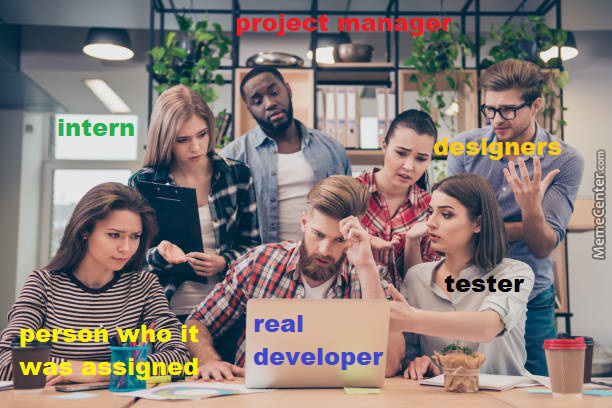 project manager
intern
designers
tester
real
developer
person who it
was assigned
MemeCenter.com